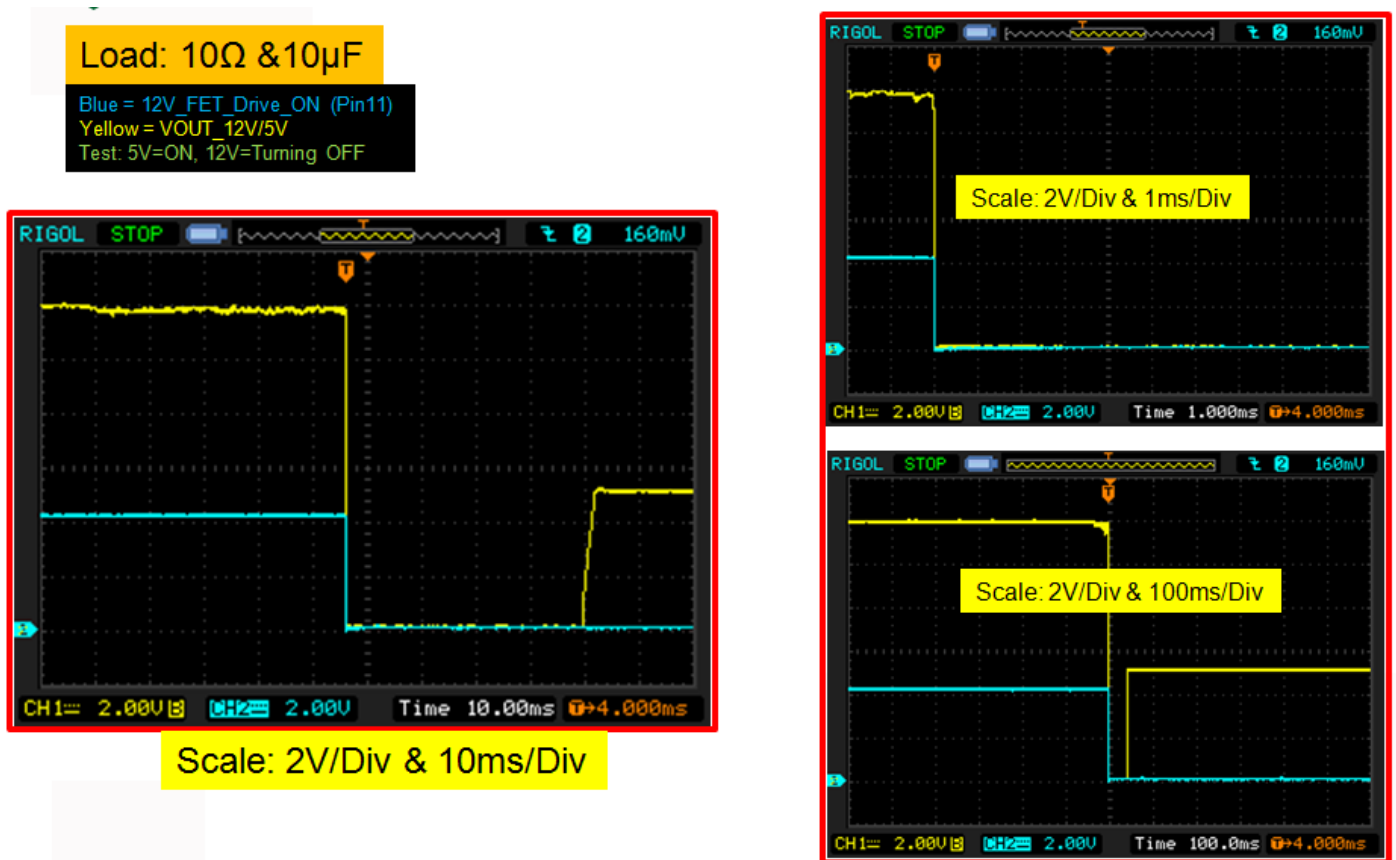 Load: 10Ω &10µF
Blue = 12V_FET_Drive_ON (Pin11)
Yellow = VOUT_12V/5V
Test: 5V=ON, 12V=Turning OFF
RIGOL STOP T 2 160mV
T
1
CH1 2.00V B CH2 2.00V Time 10.00ms T→4.000ms
Scale: 2V/Div & 10ms/Div
RIGOL STOP T 2 160mV
T
Scale: 2V/Div & 1ms/Div
1
CH1 2.00V B CH2 2.00V Time 1.000ms T→4.000ms
RIGOL STOP T 2 160mV
T
Scale: 2V/Div & 100ms/Div
1
CH1 2.00V B CH2 2.00V Time 100.0ms T→4.000ms